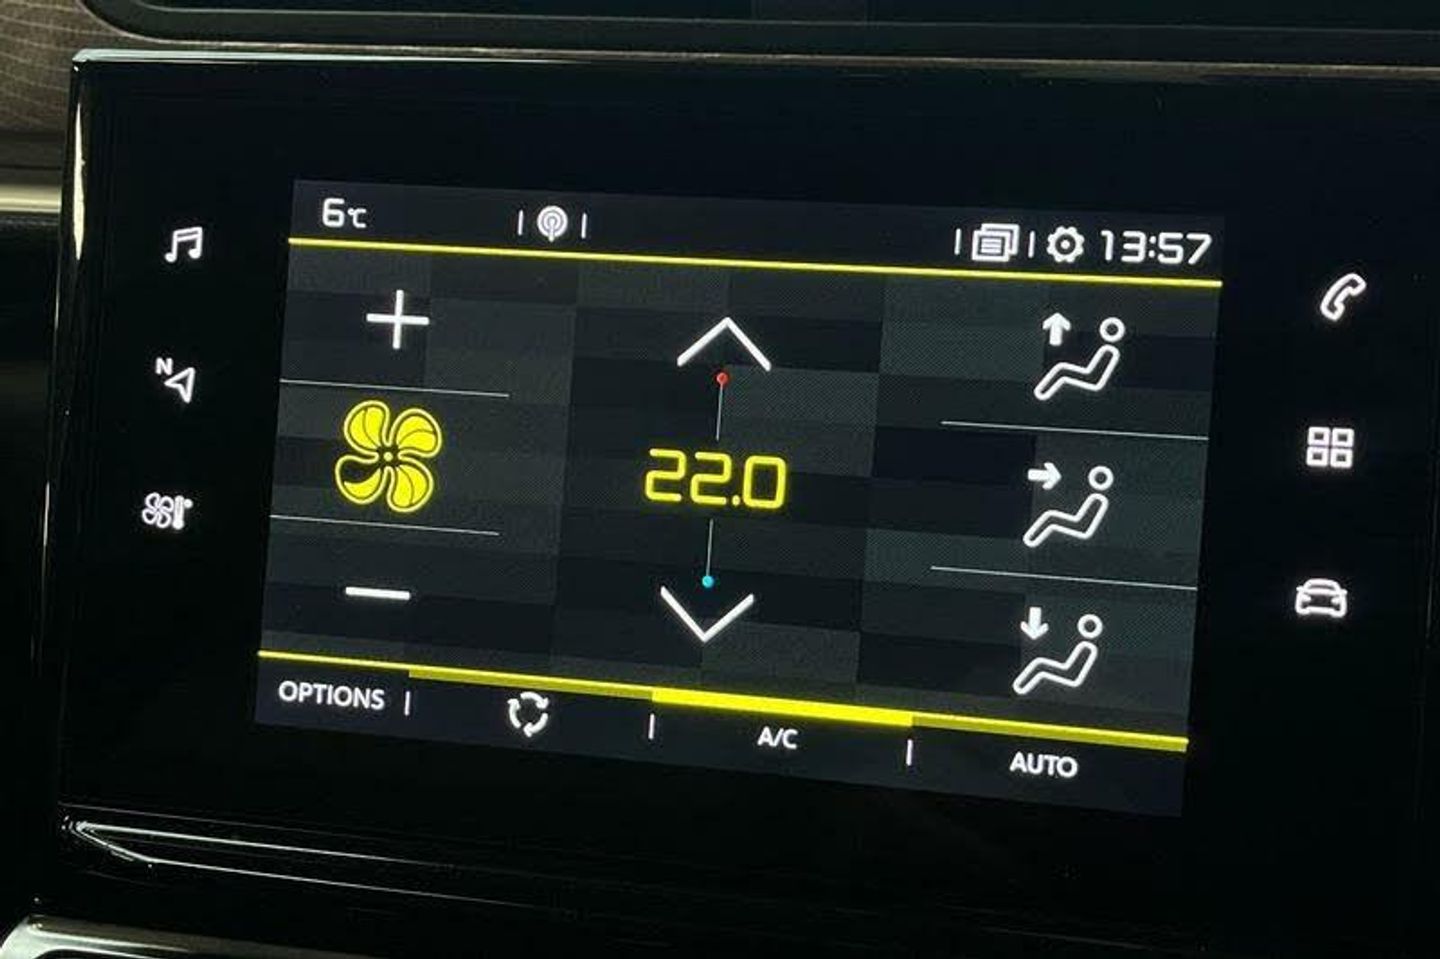 6°C
13:57
N
22.0
OPTIONS
A/C
AUTO